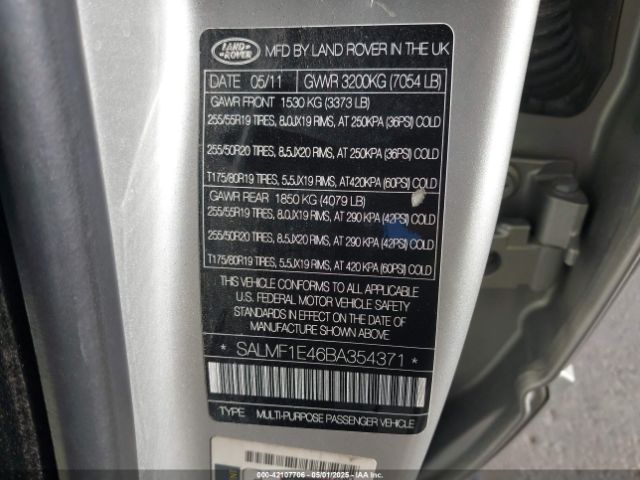 LAND ROVER MFD BY LAND ROVER IN THE UK
DATE 05/11 GVWR 3200KG (7054 LB)
GAWR FRONT 1530 KG (3373 LB)
255/55R19 TIRES, 8.0JX19 RIMS, AT 250KPA (36PSI) COLD
255/50R20 TIRES, 8.5JX20 RIMS, AT 250KPA (36PSI) COLD
T175/80R19 TIRES, 5.5JX19 RIMS, AT420KPA (60PSI) COLD
GAWR REAR 1850 KG (4079 LB)
255/55R19 TIRES, 8.0JX19 RIMS, AT 290 KPA (42PSI) COLD
255/50R20 TIRES, 8.5JX20 RIMS, AT 290 KPA (42PSI) COLD
T175/80R19 TIRES, 5.5JX19 RIMS, AT 420 KPA (60PSI) COLD
THIS VEHICLE CONFORMS TO ALL APPLICABLE
U.S. FEDERAL MOTOR VEHICLE SAFETY
STANDARDS IN EFFECT ON THE DATE OF
MANUFACTURE SHOWN ABOVE
* SALMF1E46BA354371 *
TYPE MULTI-PURPOSE PASSENGER VEHICLE
000-42107706 - 05/01/2025 - IAAI.COM